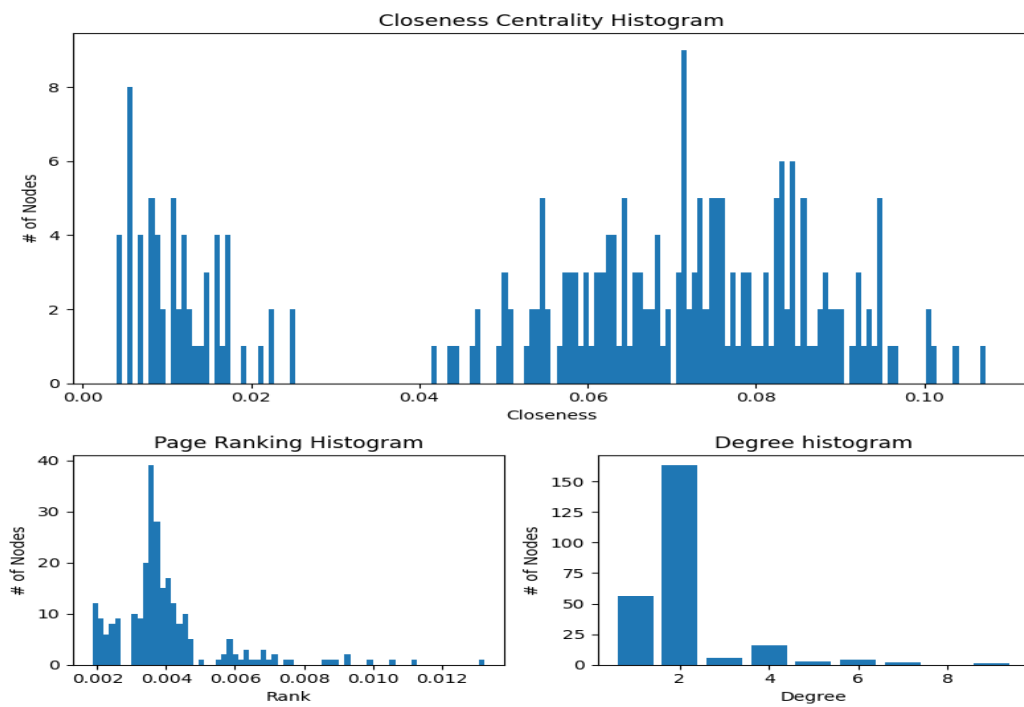 Closeness Centrality Histogram
# of Nodes
8
6
4
2
0
0.00 0.02 0.04 0.06 0.08 0.10
Closeness
Page Ranking Histogram
# of Nodes
40
30
20
10
0
0.002 0.004 0.006 0.008 0.010 0.012
Rank
Degree histogram
# of Nodes
150
125
100
75
50
25
0
2 4 6 8
Degree